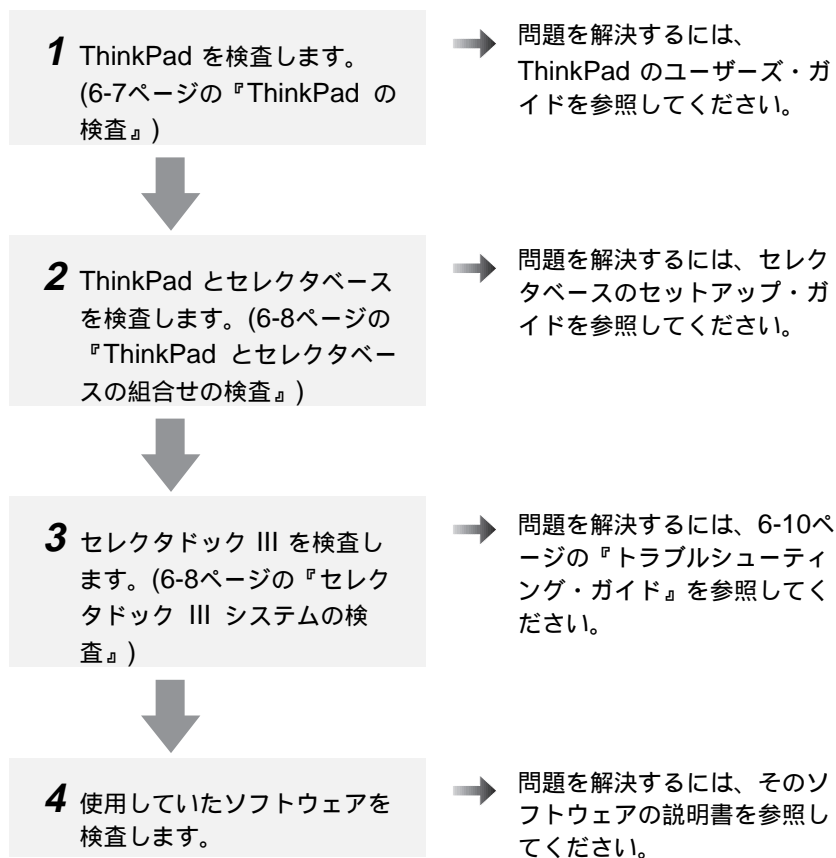 1 ThinkPad を検査します。
(6-7ページの『ThinkPad の
検査』)
問題を解決するには、
ThinkPad のユーザーズ・ガ
イドを参照してください。
2 ThinkPad とセレクタベース
を検査します。(6-8ページの
『ThinkPad とセレクタベー
スの組合せの検査』)
問題を解決するには、セレク
タベースのセットアップ・ガ
イドを参照してください。
3 セレクタドック III を検査し
ます。(6-8ページの『セレク
タドック III システムの検
査』)
問題を解決するには、6-10ペ
ージの『トラブルシューティ
ング・ガイド』を参照してく
ださい。
4 使用していたソフトウェアを
検査します。
問題を解決するには、そのソ
フトウェアの説明書を参照し
てください。